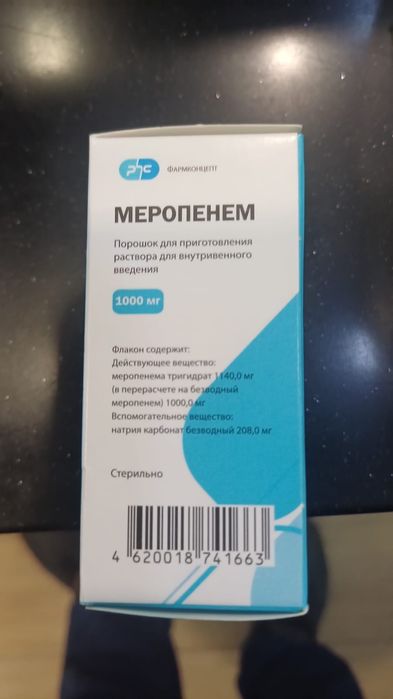 ФАРМКОНЦЕПТ
МЕРОПЕНЕМ
Порошок для приготовления
раствора для внутривенного
введения
1000 мг
Флакон содержит:
Действующее вещество:
меропенема тригидрат 1140,0 мг
(в перерасчете на безводный
меропенем) 1000,0 мг
Вспомогательное вещество:
натрия карбонат безводный 208,0 мг
Стерильно
4 620018 741663